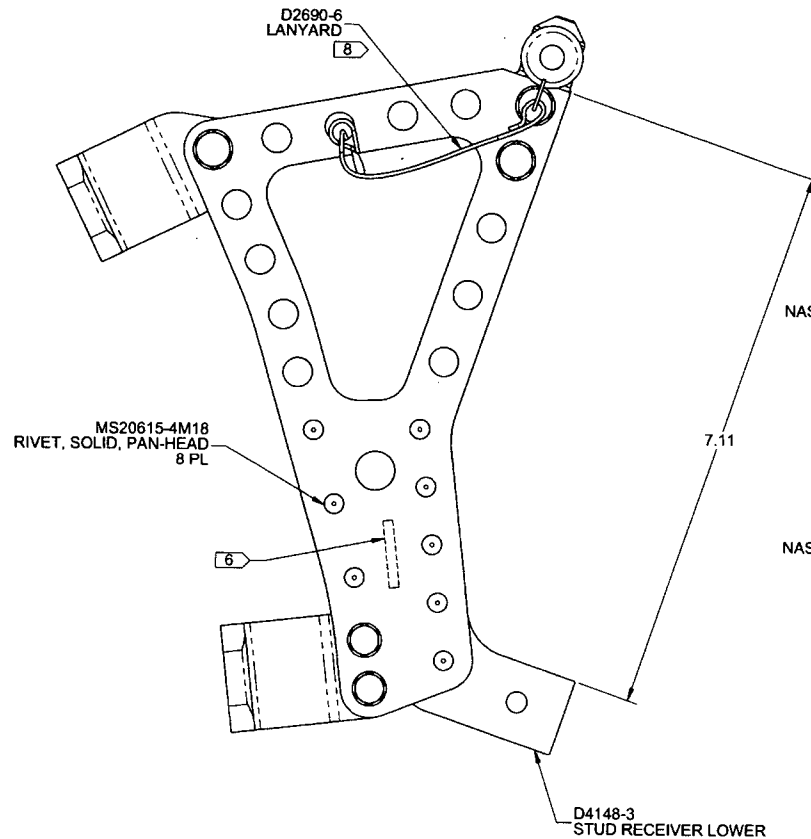 D2690-6
LANYARD
8
NAS
7.11
MS20615-4M18
RIVET, SOLID, PAN-HEAD
8 PL
NAS
6
D4148-3
STUD RECEIVER LOWER